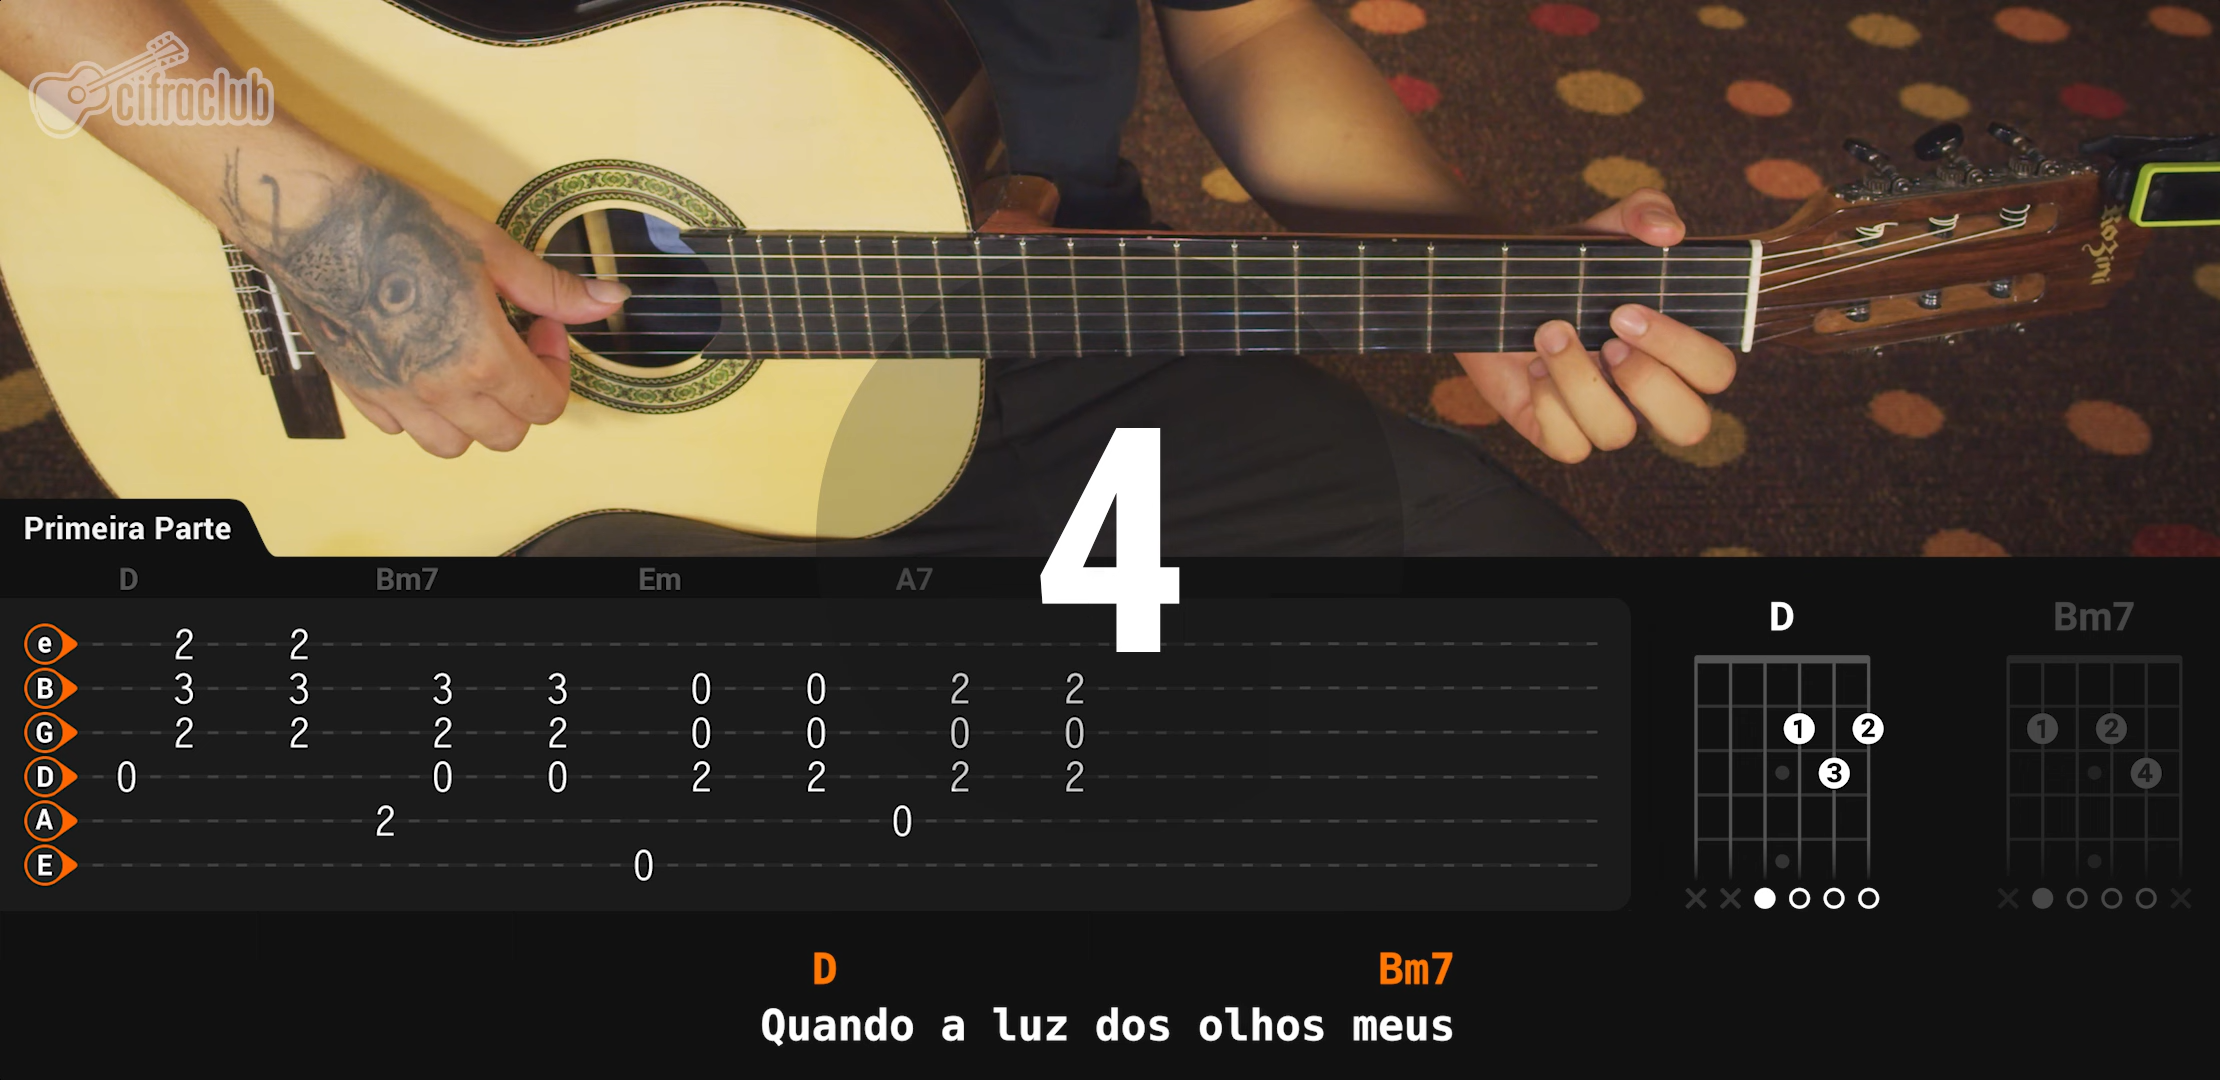 cifraclub
Rozini
Primeira Parte
4
D Bm7 Em A7
e 2 2
B 3 3 3 3 0 0 2 2
G 2 2 2 2 0 0 0 0
D 0 0 0 2 2 2 2
A 2 0
E 0
D Bm7
1 2 1 2
3 4
D Bm7
Quando a luz dos olhos meus